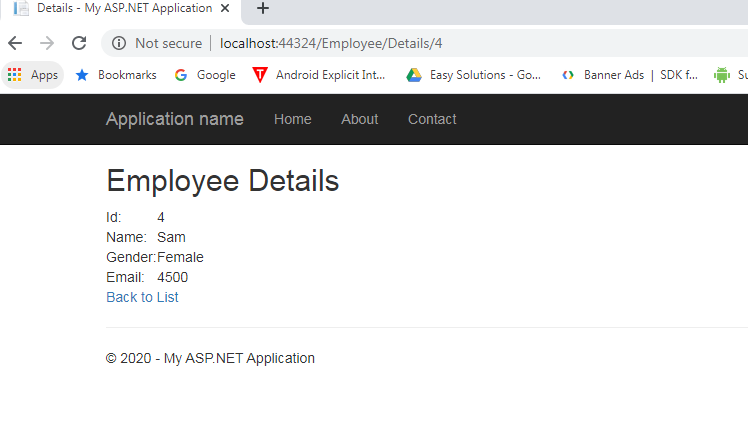 Details - My ASP.NET Application
Not secure | localhost:44324/Employee/Details/4
Apps Bookmarks Google Android Explicit Int... Easy Solutions - Go... Banner Ads | SDK f... Su
Application name Home About Contact
Employee Details
Id: 4
Name: Sam
Gender:Female
Email: 4500
Back to List
© 2020 - My ASP.NET Application